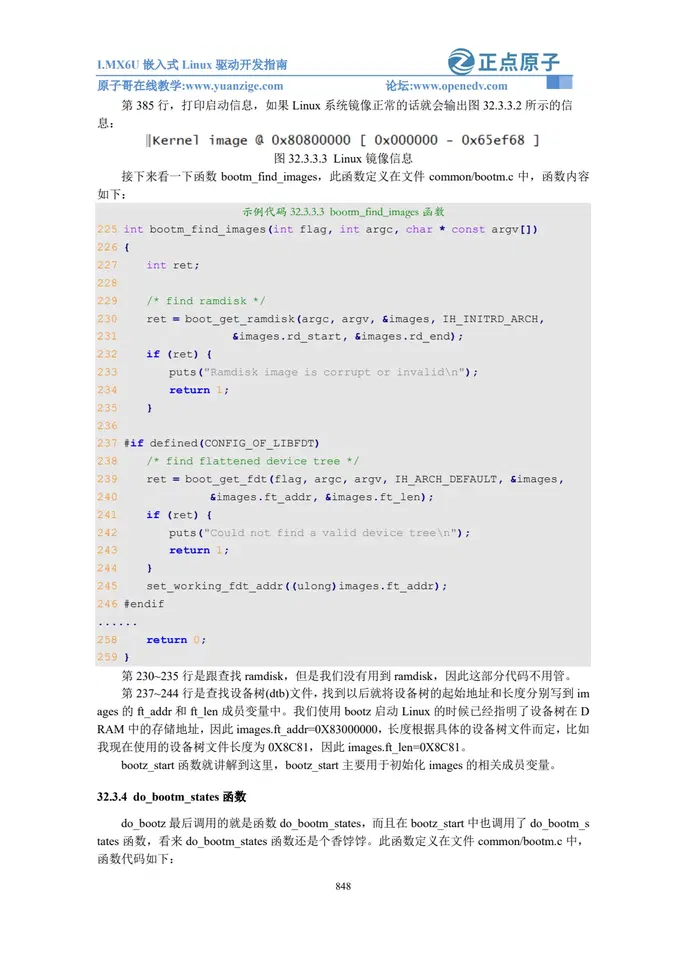 I.MX6U 嵌入式 Linux 驱动开发指南
正点原子
原子哥在线教学:www.yuanzige.com 论坛:www.openedv.com
第 385 行，打印启动信息，如果 Linux 系统镜像正常的话就会输出图 32.3.3.2 所示的信
息：
Kernel image @ 0x80800000 [ 0x000000 - 0x65ef68 ]
图 32.3.3.3 Linux 镜像信息
接下来看一下函数 bootm_find_images，此函数定义在文件 common/bootm.c 中，函数内容
如下：
示例代码 32.3.3.3 bootm_find_images 函数
225 int bootm_find_images(int flag, int argc, char * const argv[])
226 {
227 int ret;
228
229 /* find ramdisk */
230 ret = boot_get_ramdisk(argc, argv, &images, IH_INITRD_ARCH,
231 &images.rd_start, &images.rd_end);
232 if (ret) {
233 puts("Ramdisk image is corrupt or invalid\n");
234 return 1;
235 }
236
237 #if defined(CONFIG_OF_LIBFDT)
238 /* find flattened device tree */
239 ret = boot_get_fdt(flag, argc, argv, IH_ARCH_DEFAULT, &images,
240 &images.ft_addr, &images.ft_len);
241 if (ret) {
242 puts("Could not find a valid device tree\n");
243 return 1;
244 }
245 set_working_fdt_addr((ulong)images.ft_addr);
246 #endif
......
258 return 0;
259 }
第 230~235 行是跟查找 ramdisk，但是我们没有用到 ramdisk，因此这部分代码不用管。
第 237~244 行是查找设备树(dtb)文件，找到以后就将设备树的起始地址和长度分别写到 im
ages 的 ft_addr 和 ft_len 成员变量中。我们使用 bootz 启动 Linux 的时候已经指明了设备树在 D
RAM 中的存储地址，因此 images.ft_addr=0X83000000，长度根据具体的设备树文件而定，比如
我现在使用的设备树文件长度为 0X8C81，因此 images.ft_len=0X8C81。
bootz_start 函数就讲解到这里，bootz_start 主要用于初始化 images 的相关成员变量。
32.3.4 do_bootm_states 函数
do_bootz 最后调用的就是函数 do_bootm_states，而且在 bootz_start 中也调用了 do_bootm_s
tates 函数，看来 do_bootm_states 函数还是个香饽饽。此函数定义在文件 common/bootm.c 中，
函数代码如下：
848